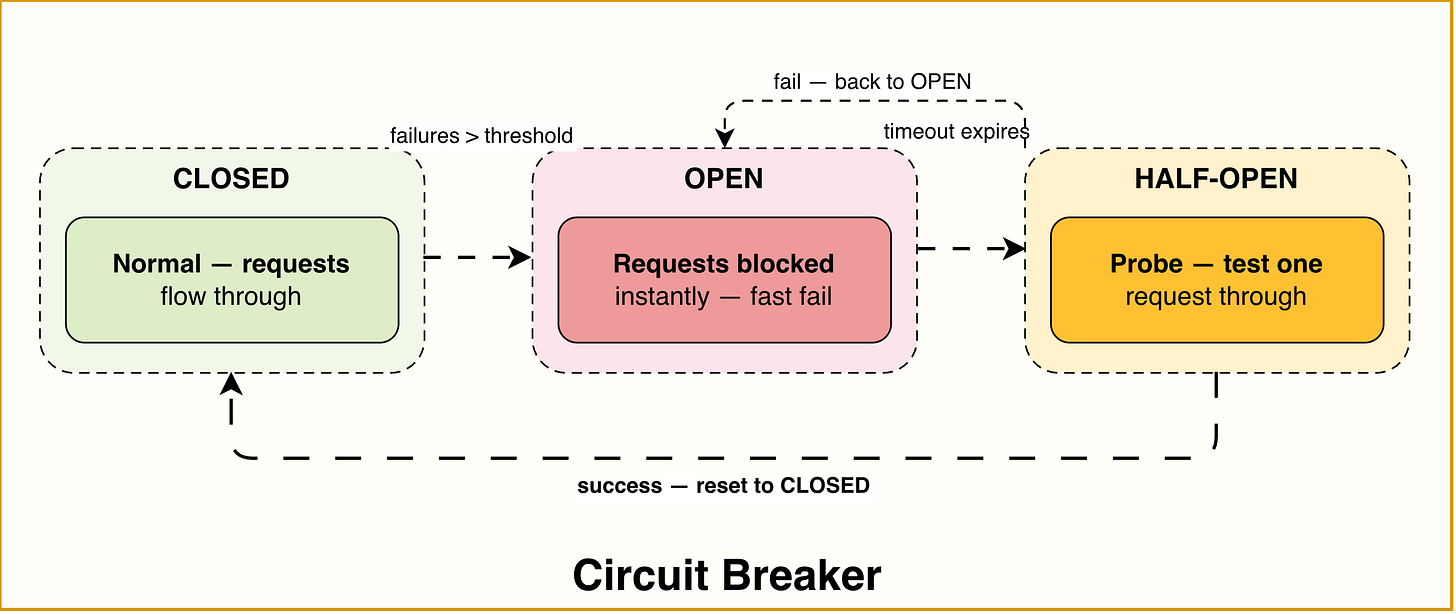 fail — back to OPEN
failures > threshold
timeout expires
CLOSED
Normal — requests
flow through
OPEN
Requests blocked
instantly — fast fail
HALF-OPEN
Probe — test one
request through
success — reset to CLOSED
Circuit Breaker